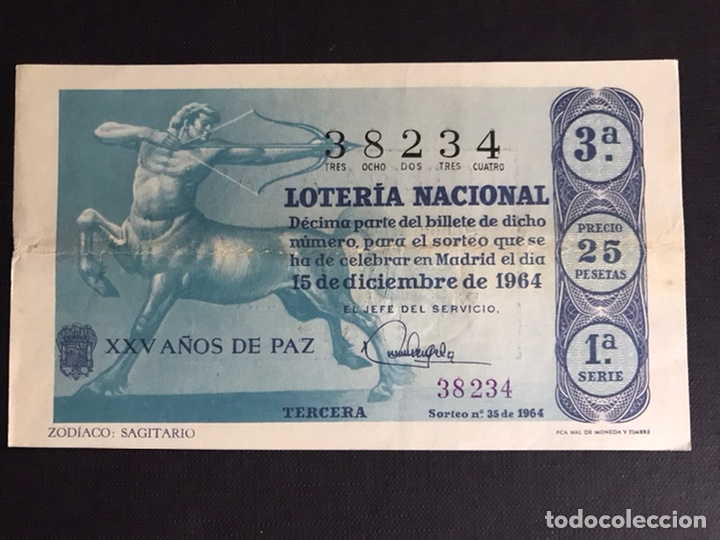 38234
TRES OCHO DOS TRES CUATRO
LOTERÍA NACIONAL
Décima parte del billete de dicho
número, para el sorteo que se
ha de celebrar en Madrid el día
15 de diciembre de 1964
EL JEFE DEL SERVICIO,
XXV AÑOS DE PAZ
38234
TERCERA
Sorteo nº 35 de 1964
3ª
PRECIO
25
PESETAS
1ª
SERIE
ZODÍACO: SAGITARIO
FCA. NAL. DE MONEDA Y TIMBRE
todocoleccion.net